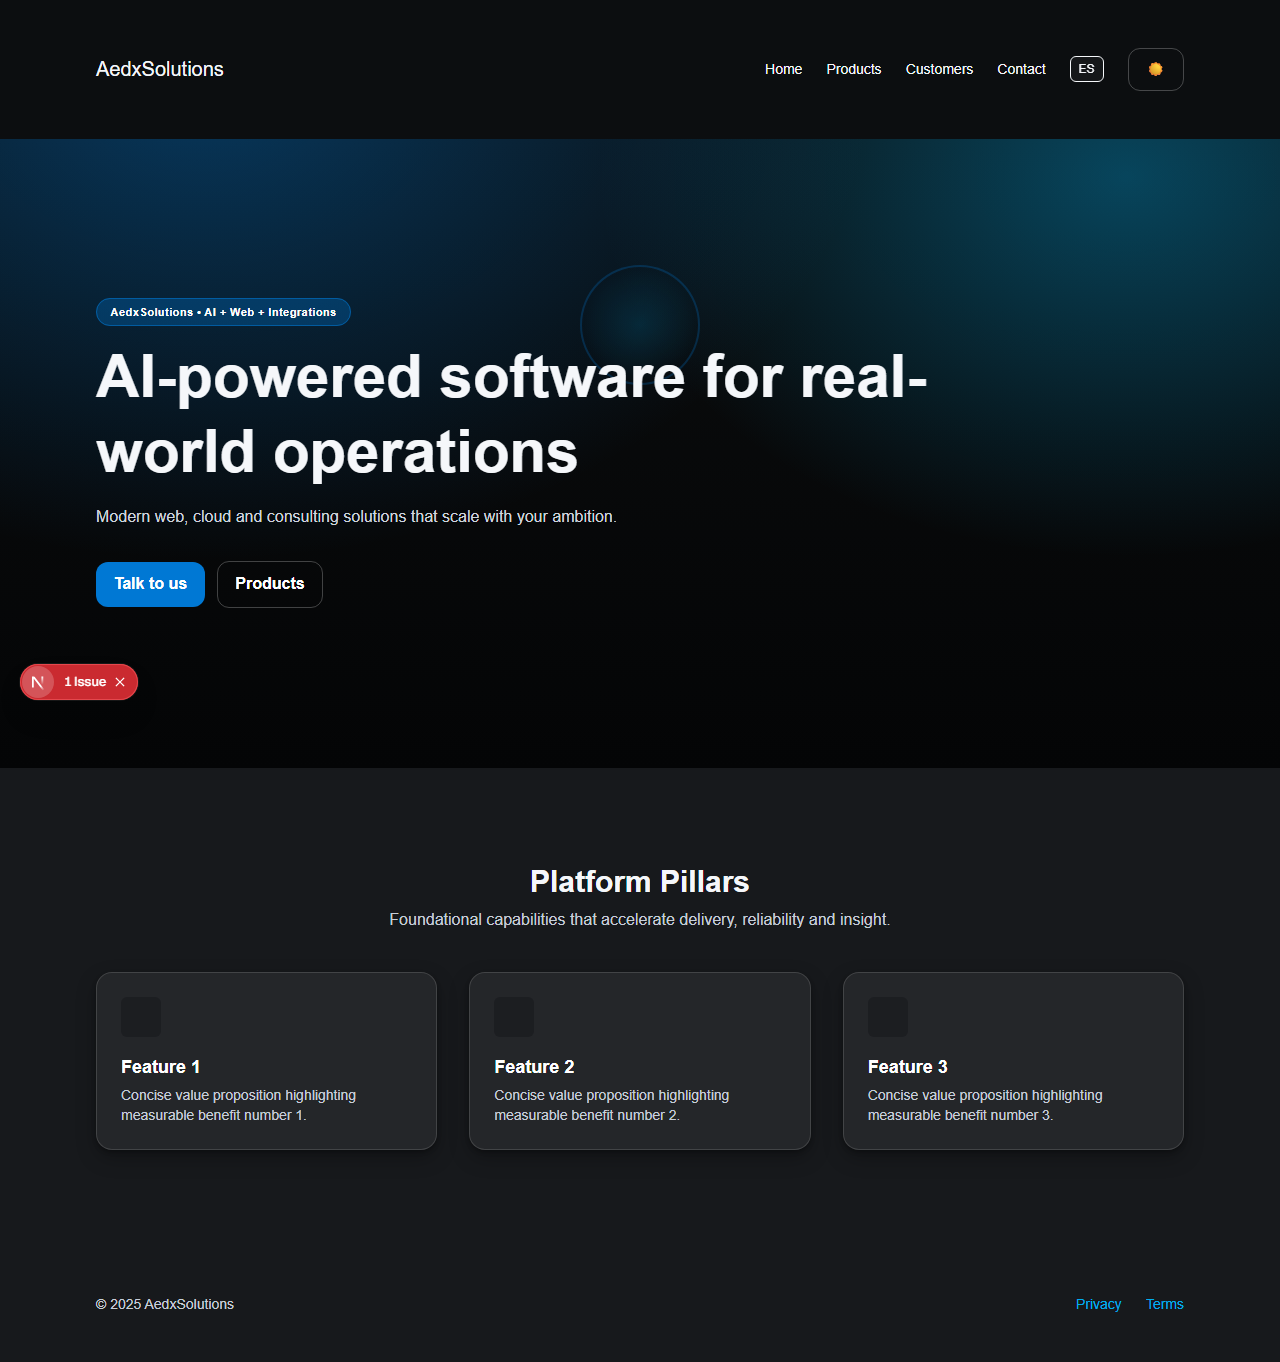 AedxSolutions
Home Products Customers Contact ES
AedxSolutions • AI + Web + Integrations
AI-powered software for real-
world operations
Modern web, cloud and consulting solutions that scale with your ambition.
Talk to us Products
1 Issue
Platform Pillars
Foundational capabilities that accelerate delivery, reliability and insight.
Feature 1
Concise value proposition highlighting
measurable benefit number 1.
Feature 2
Concise value proposition highlighting
measurable benefit number 2.
Feature 3
Concise value proposition highlighting
measurable benefit number 3.
© 2025 AedxSolutions
Privacy Terms